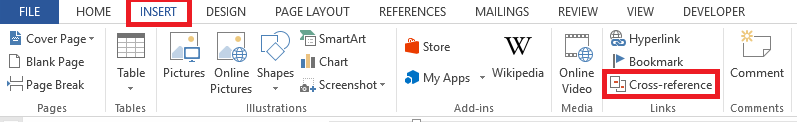 FILE HOME INSERT DESIGN PAGE LAYOUT REFERENCES MAILINGS REVIEW VIEW DEVELOPER
Cover Page
Blank Page
Page Break
Pages
Table
Tables
Pictures
Online
Pictures
Shapes
SmartArt
Chart
Screenshot
Illustrations
Store
My Apps
W
Wikipedia
Add-ins
Online
Video
Media
Hyperlink
Bookmark
Cross-reference
Links
Comment
Comments